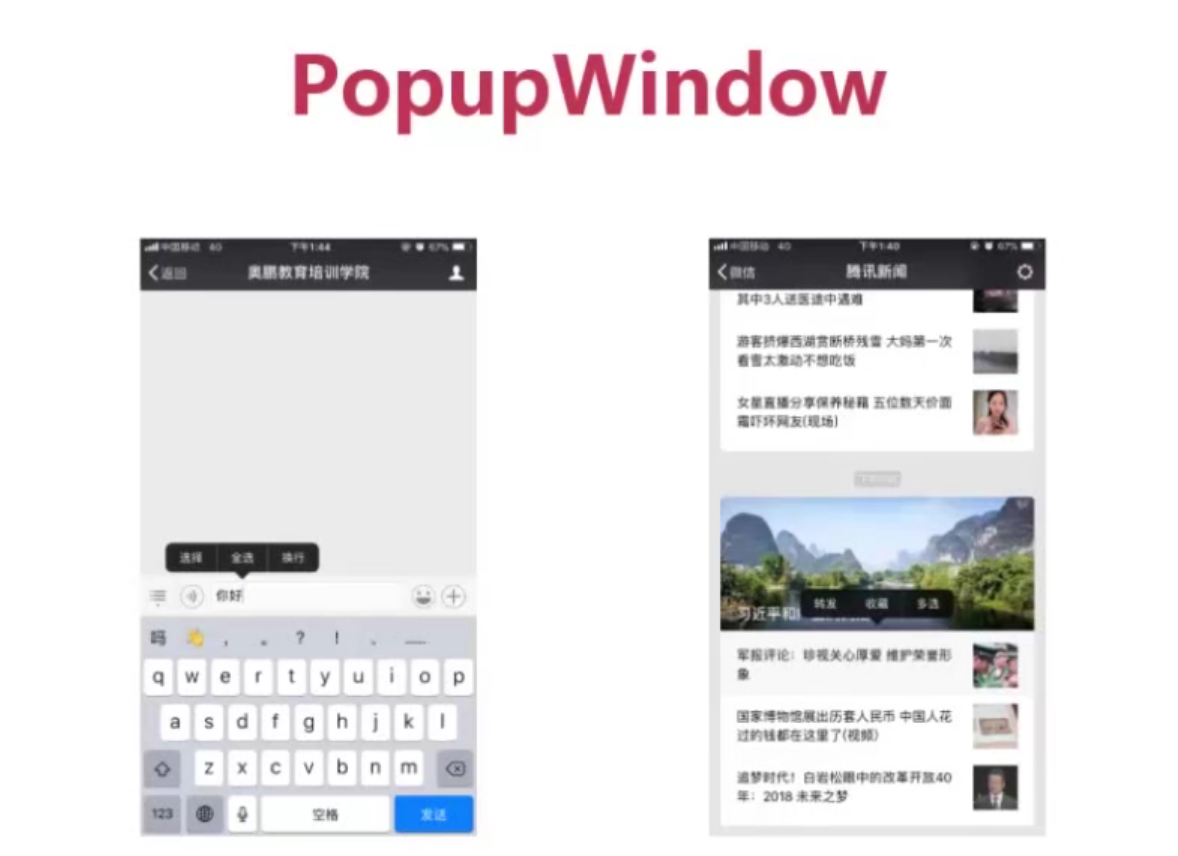 PopupWindow
中国移动 4G 下午1:44 67%
返回 奥鹏教育培训学院
选择 全选 换行
你好
吗 👋 ， 。 ？ ！ 、 ……
q w e r t y u i o p
a s d f g h j k l
z x c v b n m
123 空格 发送
中国移动 4G 下午1:40 67%
微信 腾讯新闻
其中3人送医途中遇难
游客挤爆西湖赏断桥残雪 大妈第一次
看雪太激动不想吃饭
女星直播分享保养秘籍 五位数天价面
霜吓坏网友(现场)
转发 收藏 多选
习近平和
军报评论：珍视关心厚爱 维护荣誉形
象
国家博物馆展出历套人民币 中国人花
过的钱都在这里了(视频)
追梦时代！白岩松眼中的改革开放40
年：2018 未来之梦